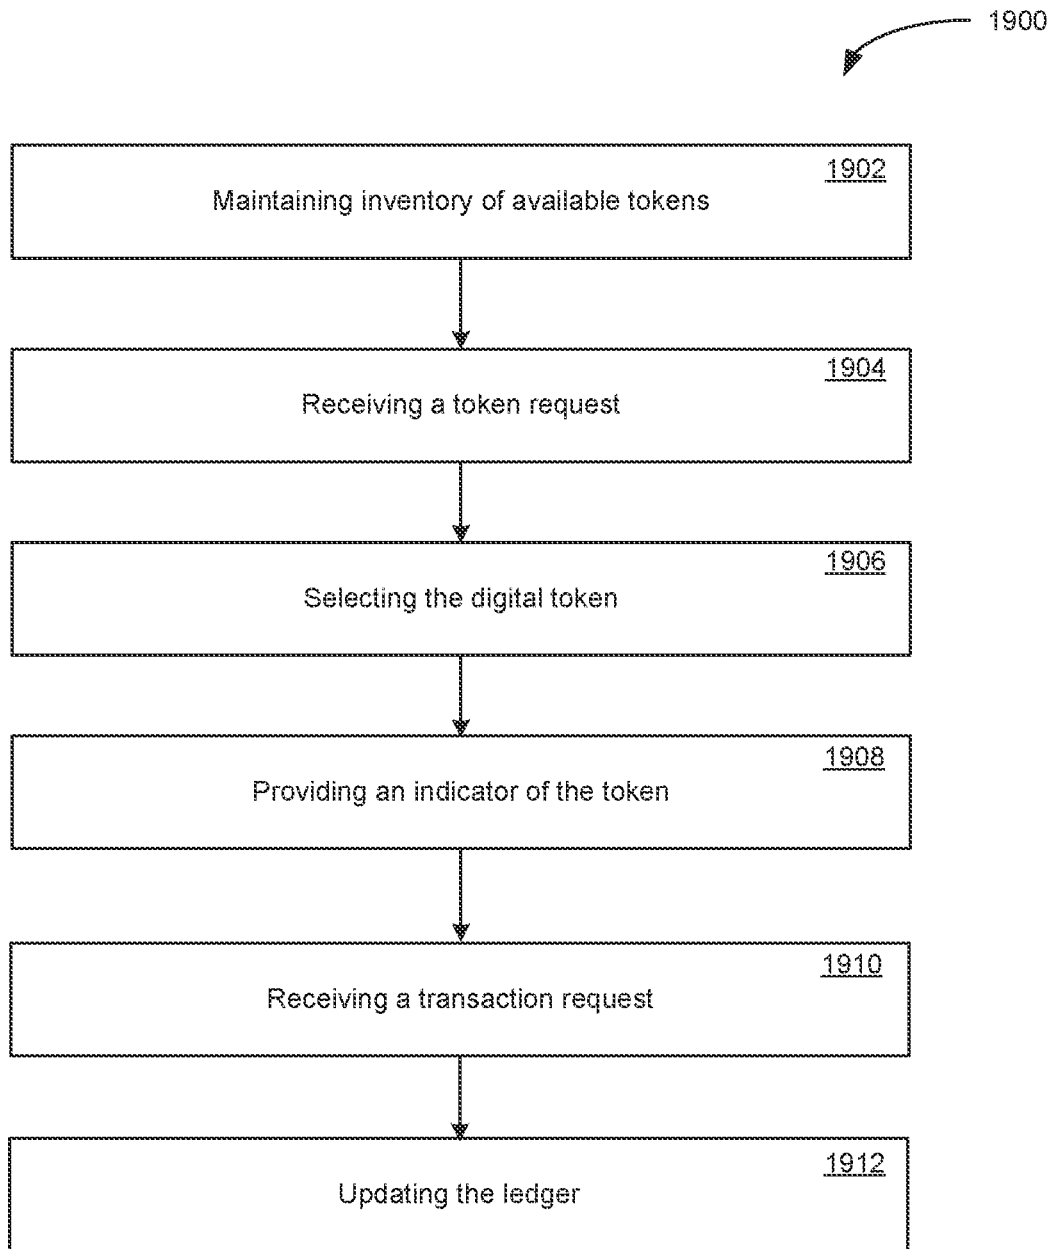 1900
1902
Maintaining inventory of available tokens
1904
Receiving a token request
1906
Selecting the digital token
1908
Providing an indicator of the token
1910
Receiving a transaction request
1912
Updating the ledger